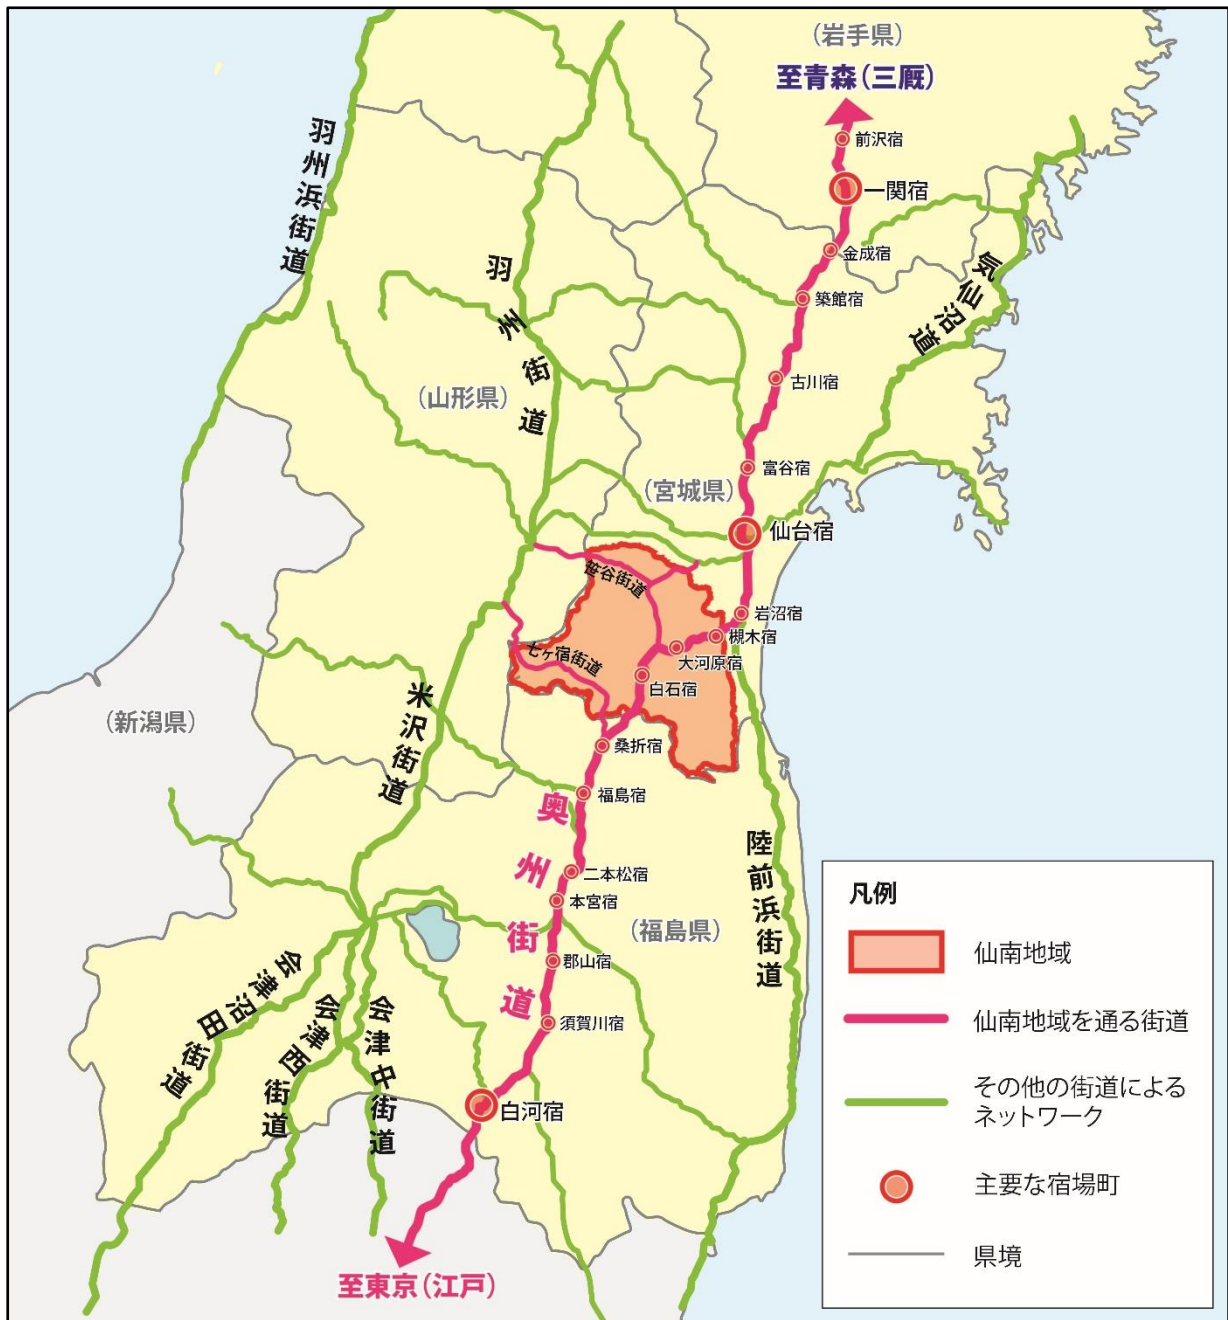 (岩手県)
至青森(三厩)
前沢宿
一関宿
金成宿
築館宿
古川宿
富谷宿
仙台宿
岩沼宿
槻木宿
大河原宿
白石宿
桑折宿
福島宿
二本松宿
本宮宿
郡山宿
須賀川宿
白河宿
至東京(江戸)
羽州浜街道
羽州街道
気仙沼道
(山形県)
(宮城県)
笹谷街道
七ヶ宿街道
米沢街道
(新潟県)
奥州街道
陸前浜街道
(福島県)
会津沼田街道
会津西街道
会津中街道
凡例
仙南地域
仙南地域を通る街道
その他の街道による
ネットワーク
主要な宿場町
県境